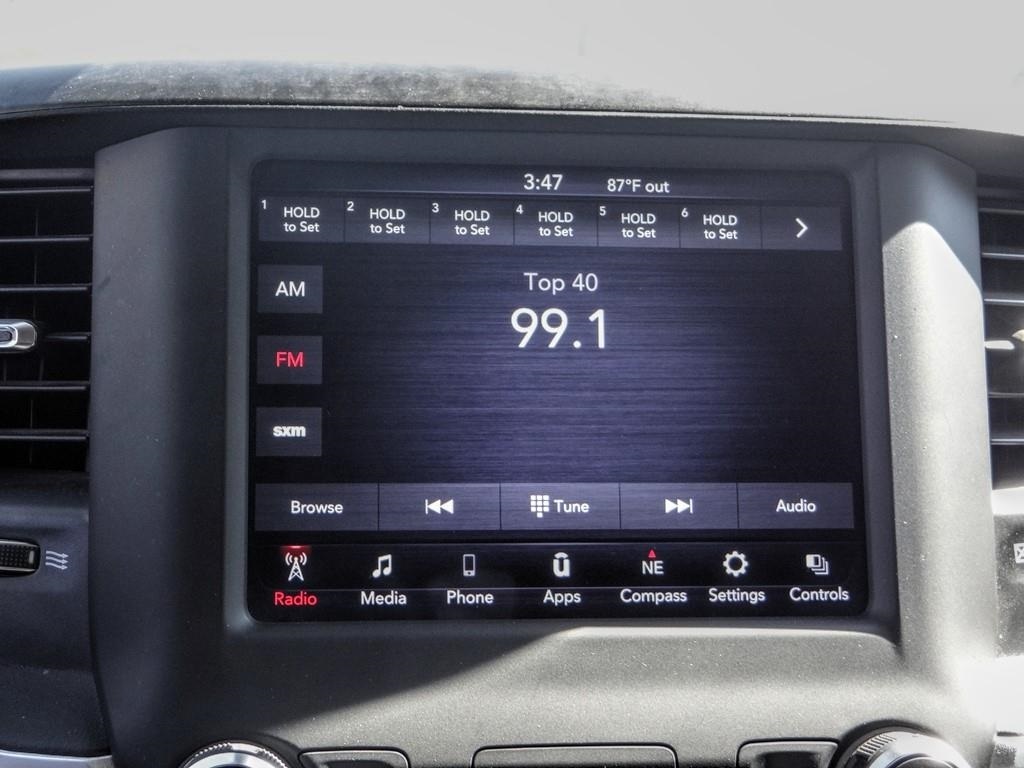 3:47 87°F out
1 HOLD to Set 2 HOLD to Set 3 HOLD to Set 4 HOLD to Set 5 HOLD to Set 6 HOLD to Set
AM
Top 40
99.1
FM
sxm
Browse Tune Audio
NE
Radio Media Phone Apps Compass Settings Controls